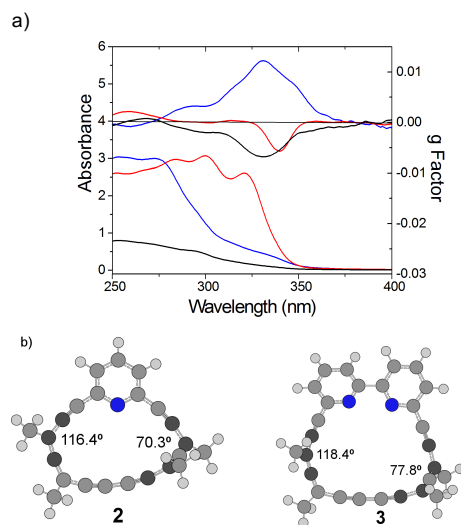 a)
6
5
4
3
2
1
0
Absorbance
0.01
0.00
-0.01
-0.02
-0.03
g Factor
250 300 350 400
Wavelength (nm)
b)
116.4º 70.3º
118.4º 77.8º
2 3